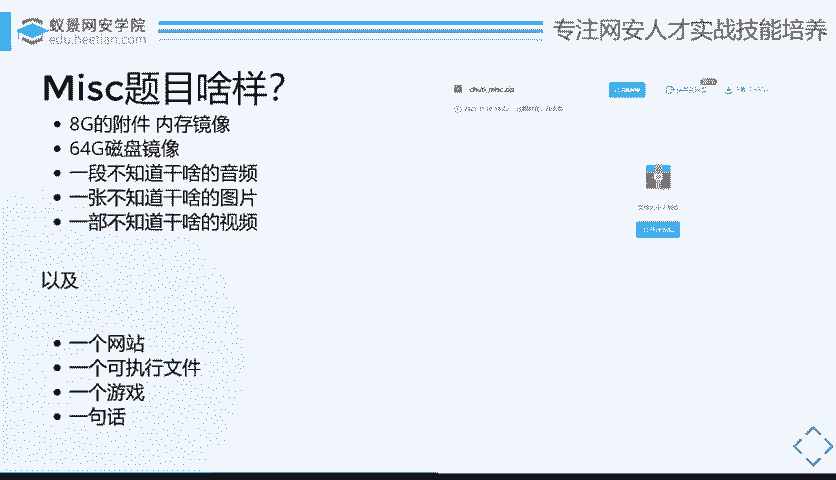 蚁景网安学院
edu.hetian.com
专注网安人才实战技能培养
Misc题目啥样?
8G的附件 内存镜像
64G磁盘镜像
一段不知道干啥的音频
一张不知道干啥的图片
一部不知道干啥的视频
以及
一个网站
一个可执行文件
一个游戏
一句话